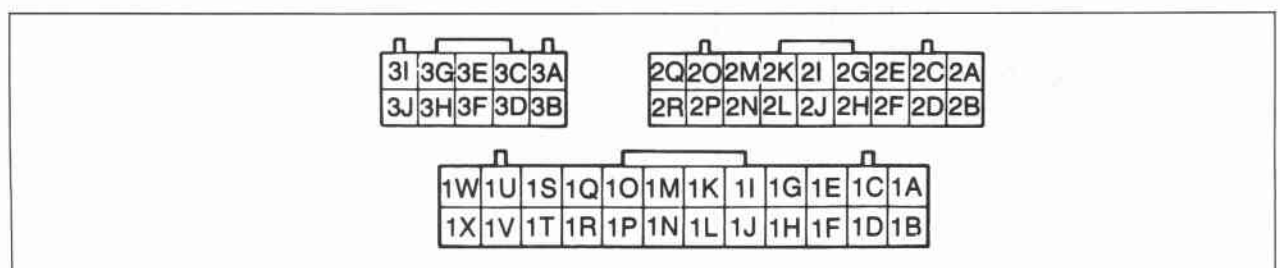 3I 3G 3E 3C 3A
3J 3H 3F 3D 3B
2Q 2O 2M 2K 2I 2G 2E 2C 2A
2R 2P 2N 2L 2J 2H 2F 2D 2B
1W 1U 1S 1Q 1O 1M 1K 1I 1G 1E 1C 1A
1X 1V 1T 1R 1P 1N 1L 1J 1H 1F 1D 1B